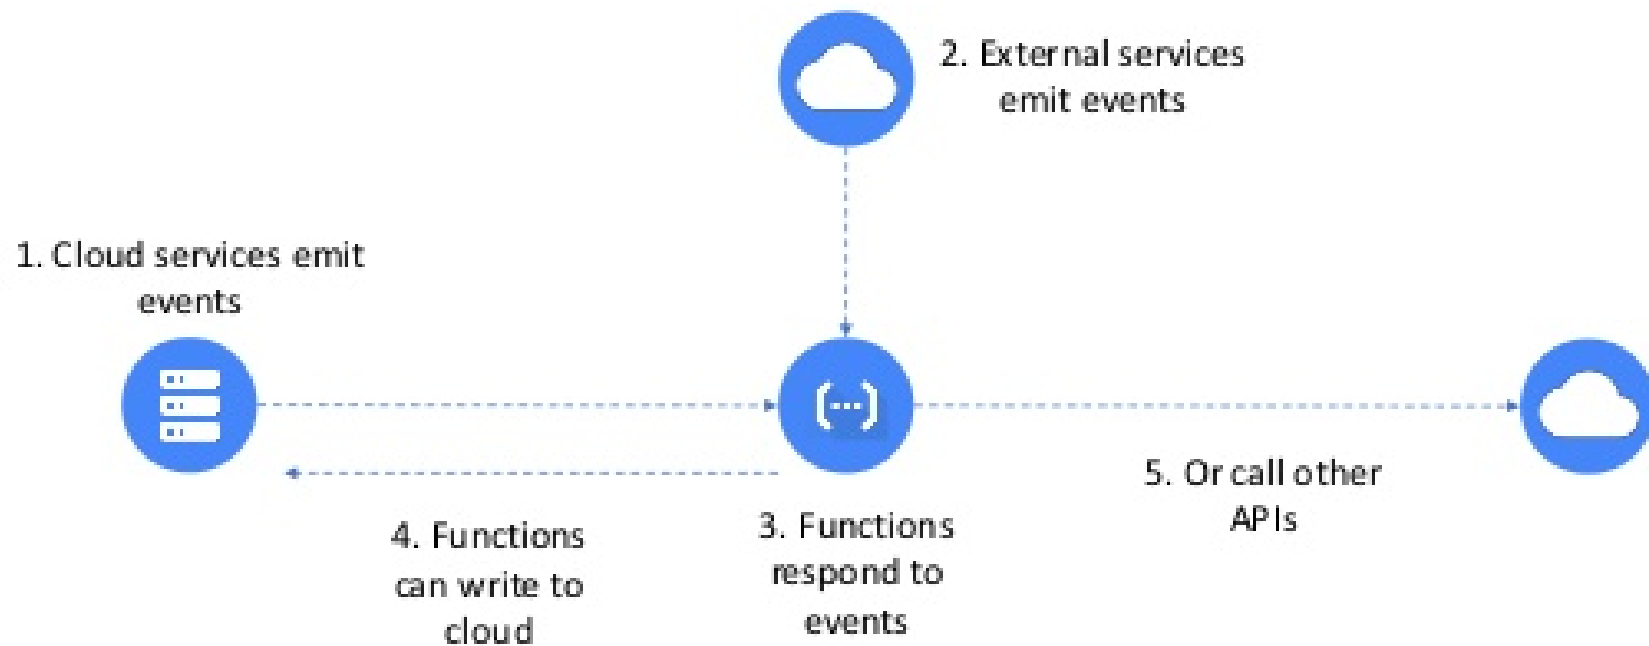 2. External services
emit events
1. Cloud services emit
events
5. Or call other
APIs
4. Functions
can write to
cloud
3. Functions
respond to
events